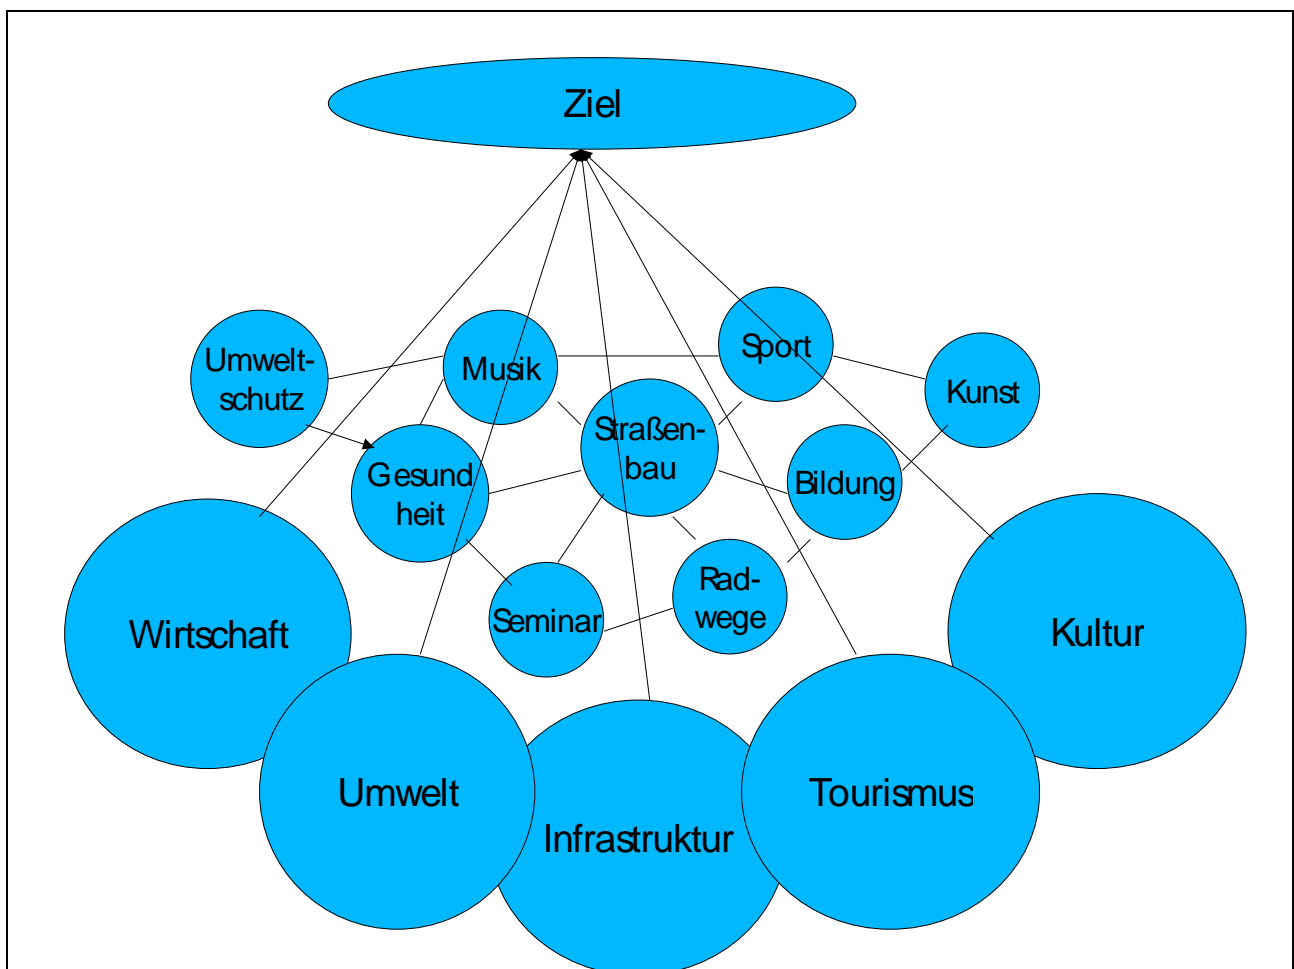 Ziel
Umwelt-
schutz
Musik
Sport
Kunst
Straßen-
bau
Gesund
heit
Bildung
Seminar
Rad-
wege
Wirtschaft
Kultur
Umwelt
Infrastruktur
Tourismus